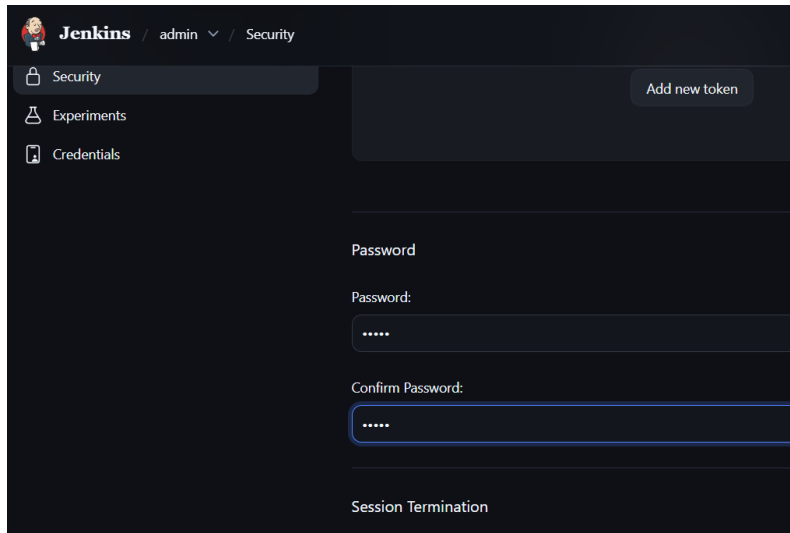 Jenkins / admin / Security
Security
Experiments
Credentials
Add new token
Password
Password:
•••••
Confirm Password:
•••••
Session Termination